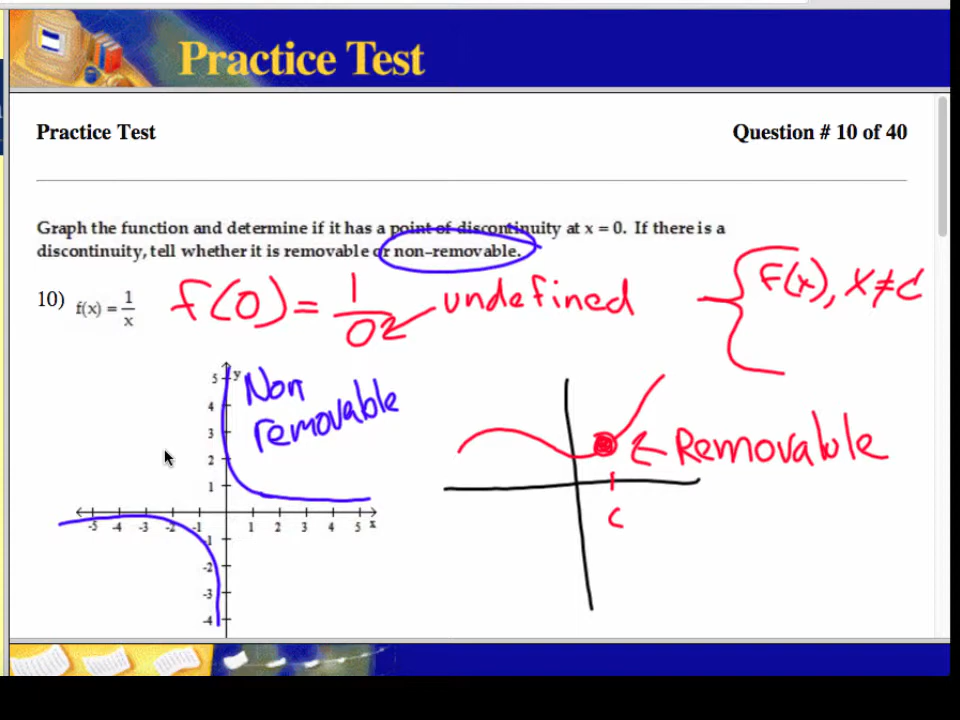 Practice Test
Practice Test
Question # 10 of 40
Graph the function and determine if it has a point of discontinuity at x = 0. If there is a
discontinuity, tell whether it is removable or non-removable.
10) f(x) = 1/x
f(0) = 1/0 undefined
{ F(x), x≠c
5 y
4
3
2
1
-5 -4 -3 -2 -1 1 2 3 4 5 x
-1
-2
-3
-4
Non
removable
Removable
c